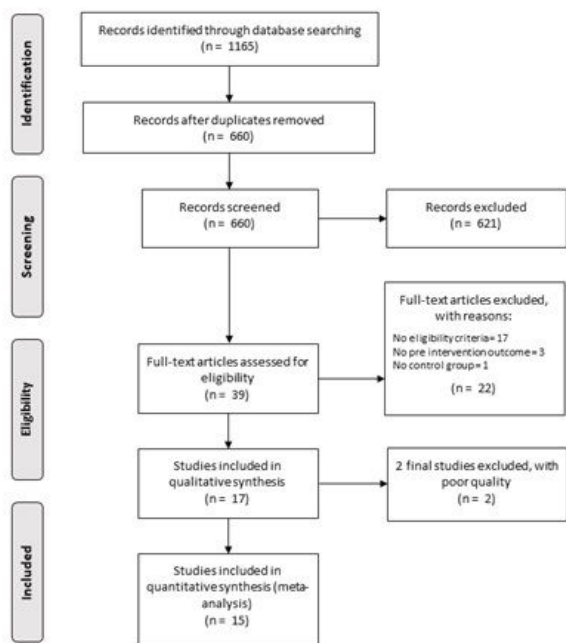 Identification
Records identified through database searching
(n = 1165)
Records after duplicates removed
(n = 660)
Screening
Records screened
(n = 660)
Records excluded
(n = 621)
Full-text articles excluded,
with reasons:
No eligibility criteria= 17
No pre intervention outcome = 3
No control group = 1
(n = 22)
Eligibility
Full-text articles assessed for
eligibility
(n = 39)
Studies included in
qualitative synthesis
(n = 17)
2 final studies excluded, with
poor quality
(n = 2)
Included
Studies included in
quantitative synthesis (meta-
analysis)
(n = 15)